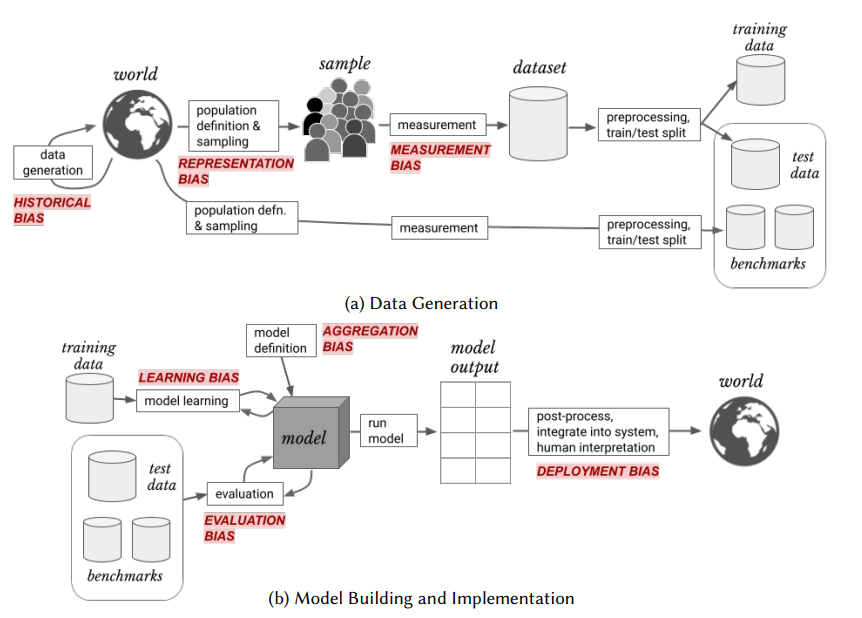 training
data
world
sample
dataset
population
definition &
sampling
measurement
preprocessing,
train/test split
data
generation
REPRESENTATION
BIAS
MEASUREMENT
BIAS
test
data
HISTORICAL
BIAS
population defn.
& sampling
measurement
preprocessing,
train/test split
benchmarks
(a) Data Generation
training
data
model
definition
AGGREGATION
BIAS
model
output
world
LEARNING BIAS
model learning
model
run
model
post-process,
integrate into system,
human interpretation
DEPLOYMENT BIAS
test
data
evaluation
EVALUATION
BIAS
benchmarks
(b) Model Building and Implementation